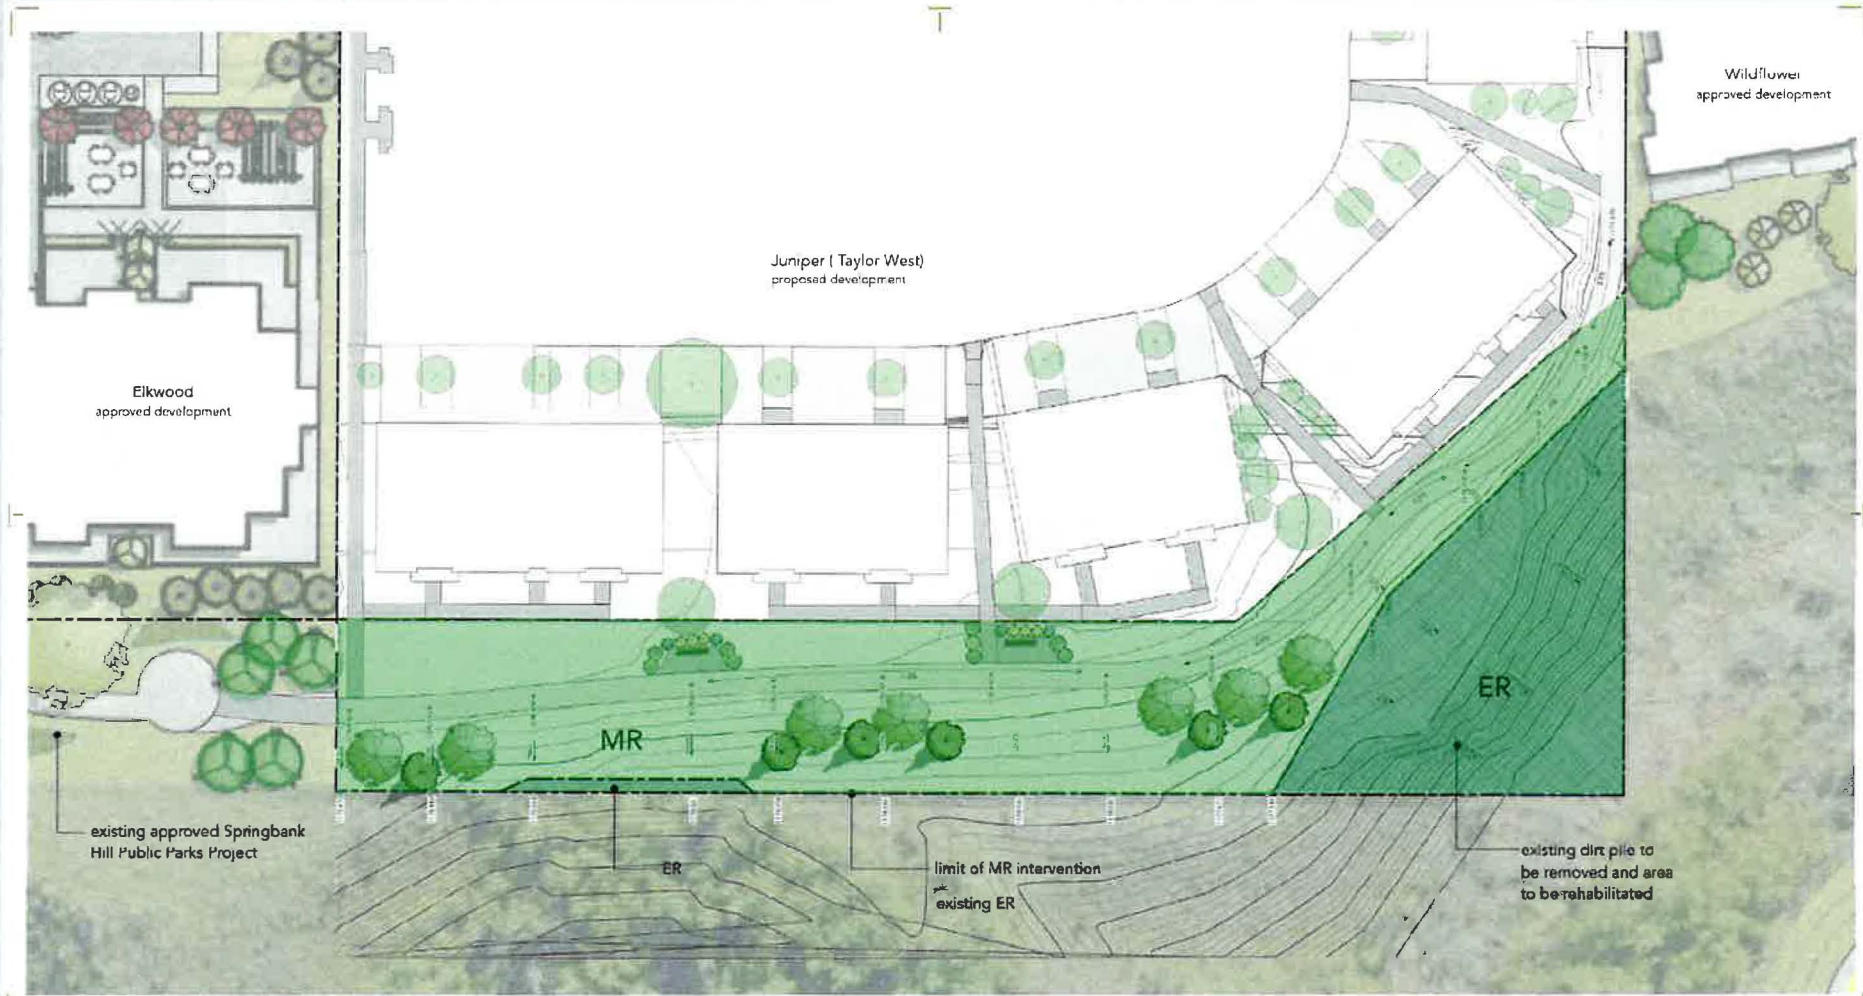 Wildflower
approved development
Juniper ( Taylor West)
proposed development
Elkwood
approved development
ER
MR
existing approved Springbank
Hill Public Parks Project
ER
limit of MR intervention
existing ER
existing dirt pile to
be removed and area
to be rehabilitated